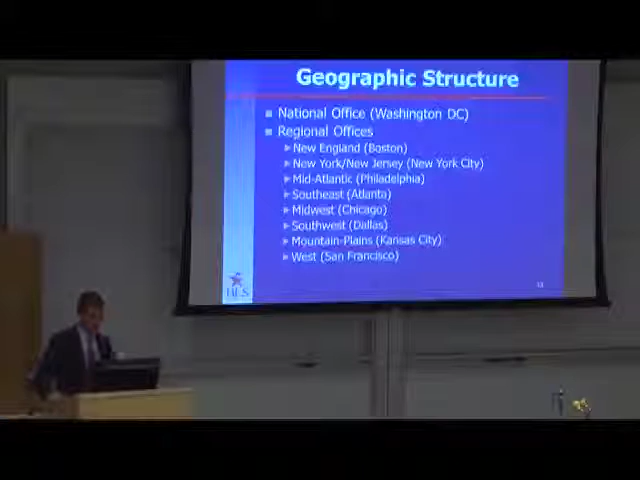 Geographic Structure
National Office (Washington DC)
Regional Offices
New England (Boston)
New York/New Jersey (New York City)
Mid-Atlantic (Philadelphia)
Southeast (Atlanta)
Midwest (Chicago)
Southwest (Dallas)
Mountain-Plains (Kansas City)
West (San Francisco)